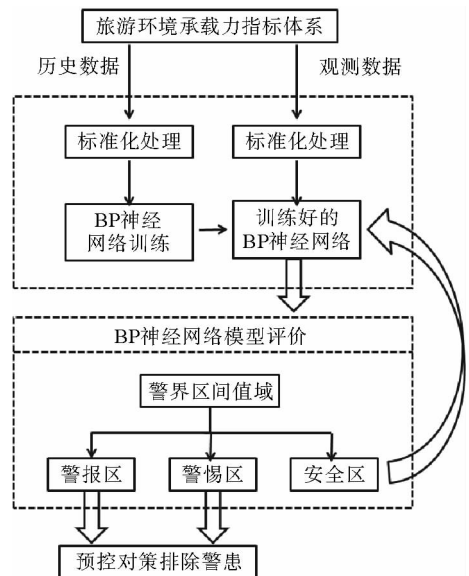 旅游环境承载力指标体系
历史数据
观测数据
标准化处理
标准化处理
BP神经
网络训练
训练好的
BP神经网络
BP神经网络模型评价
警界区间值域
警报区
警惕区
安全区
预控对策排除警患